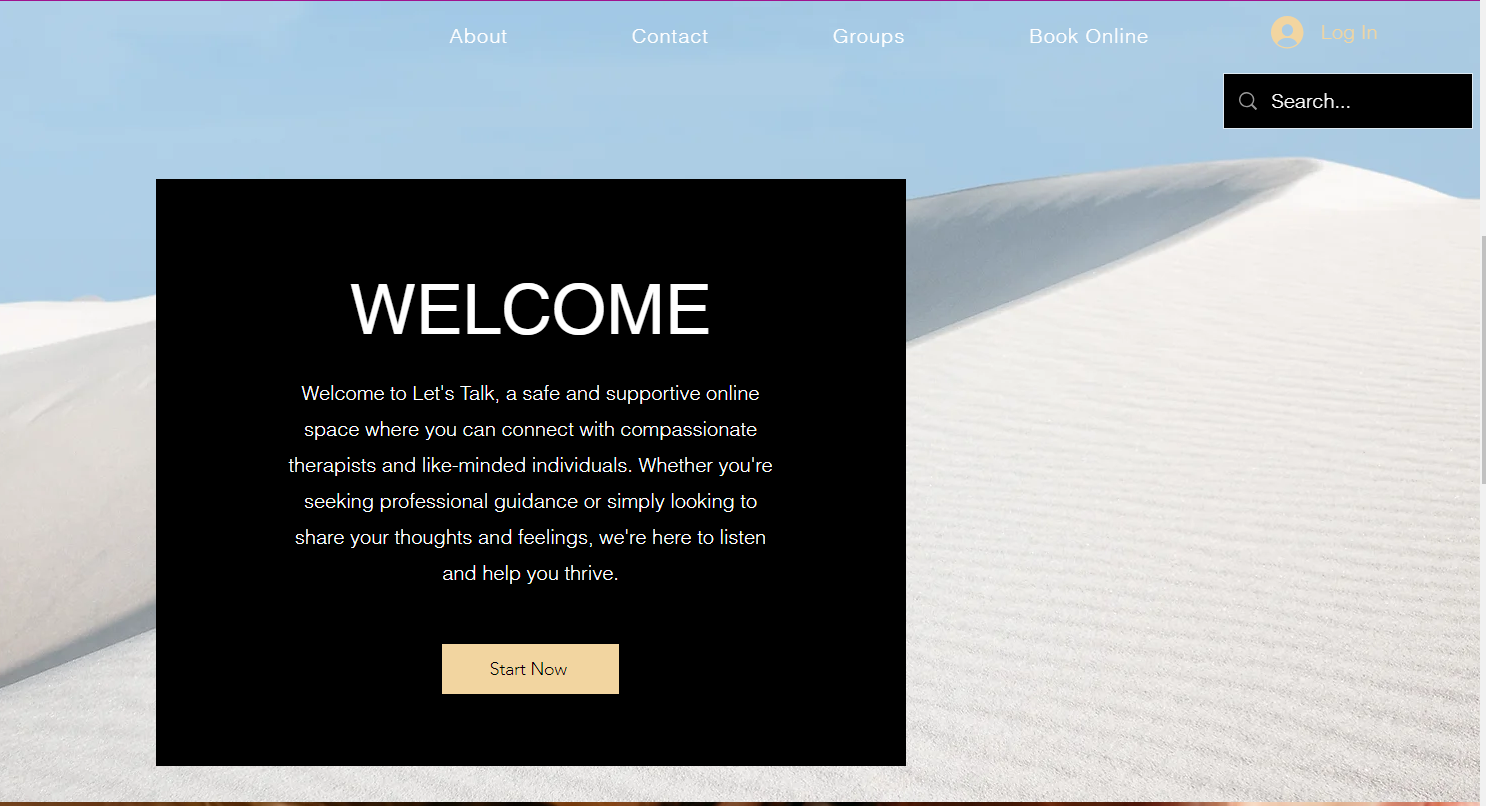 About
Contact
Groups
Book Online
Log In
Search...
WELCOME
Welcome to Let's Talk, a safe and supportive online
space where you can connect with compassionate
therapists and like-minded individuals. Whether you're
seeking professional guidance or simply looking to
share your thoughts and feelings, we're here to listen
and help you thrive.
Start Now